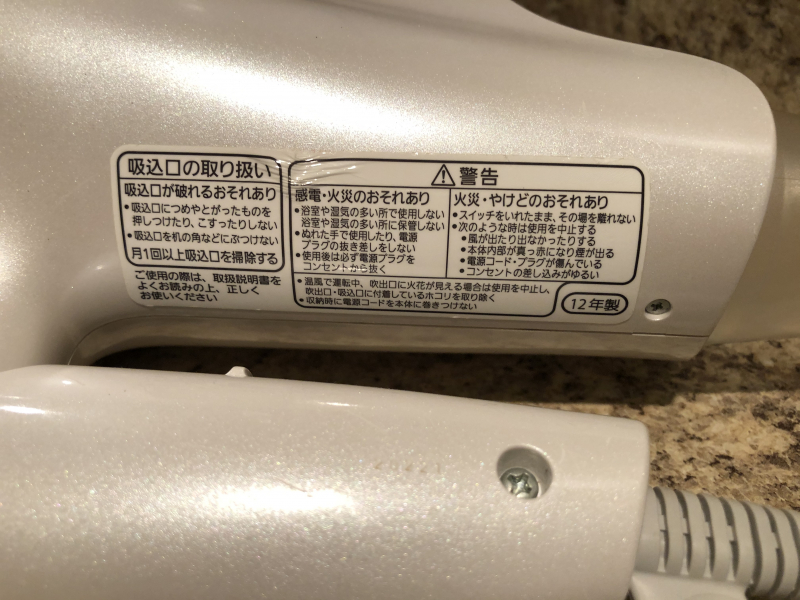 吸込口の取り扱い
吸込口が破れるおそれあり
•吸込口につめやとがったものを
押しつけたり、こすったりしない
•吸込口を机の角などにぶつけない
月1回以上吸込口を掃除する
ご使用の際は、取扱説明書を
よくお読みの上、正しく
お使いください
⚠警告
感電・火災のおそれあり
•浴室や湿気の多い所で使用しない
浴室や湿気の多い所に保管しない
•ぬれた手で使用したり、電源
プラグの抜き差しをしない
•使用後は必ず電源プラグを
コンセントから抜く
火災・やけどのおそれあり
•スイッチをいれたまま、その場を離れない
•次のような時は使用を中止する
•風が出たり出なかったりする
•本体内部が真っ赤になり煙が出る
•電源コード・プラグが傷んでいる
•コンセントの差し込みがゆるい
•温風で運転中、吹出口に火花が見える場合は使用を中止し、
吹出口・吸込口に付着しているホコリを取り除く
•収納時に電源コードを本体に巻きつけない
12年製